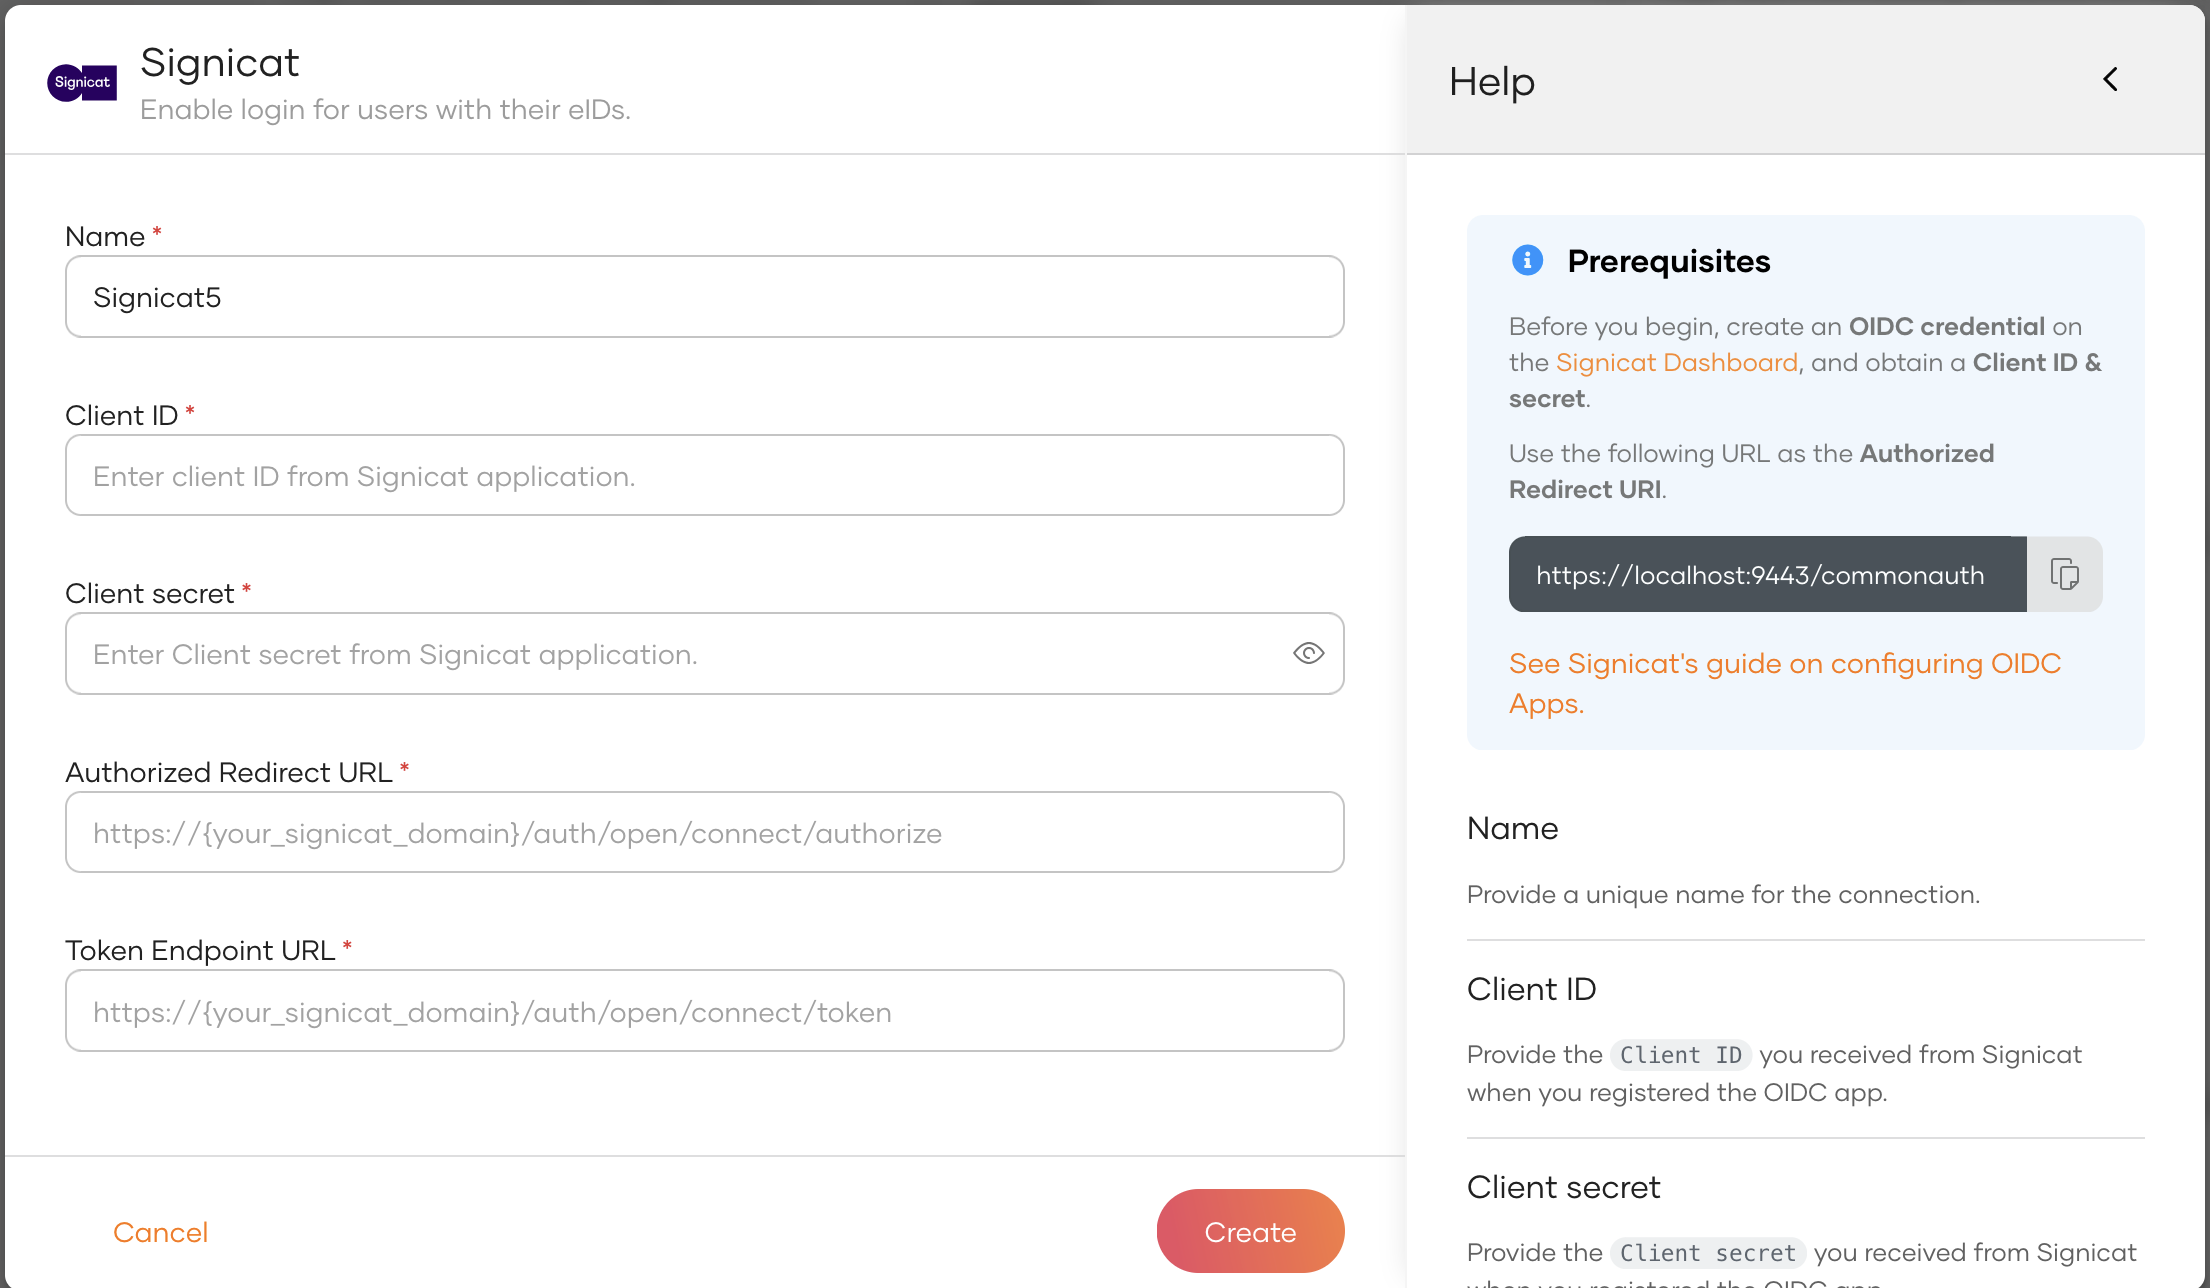 Signicat
Signicat
Enable login for users with their eIDs.
Name *
Signicat5
Client ID *
Enter client ID from Signicat application.
Client secret *
Enter Client secret from Signicat application.
Authorized Redirect URL *
https://{your_signicat_domain}/auth/open/connect/authorize
Token Endpoint URL *
https://{your_signicat_domain}/auth/open/connect/token
Cancel
Create
Help
Prerequisites
Before you begin, create an OIDC credential on
the Signicat Dashboard, and obtain a Client ID &
secret.
Use the following URL as the Authorized
Redirect URI.
https://localhost:9443/commonauth
See Signicat's guide on configuring OIDC
Apps.
Name
Provide a unique name for the connection.
Client ID
Provide the Client ID you received from Signicat
when you registered the OIDC app.
Client secret
Provide the Client secret you received from Signicat
when you registered the OIDC app.